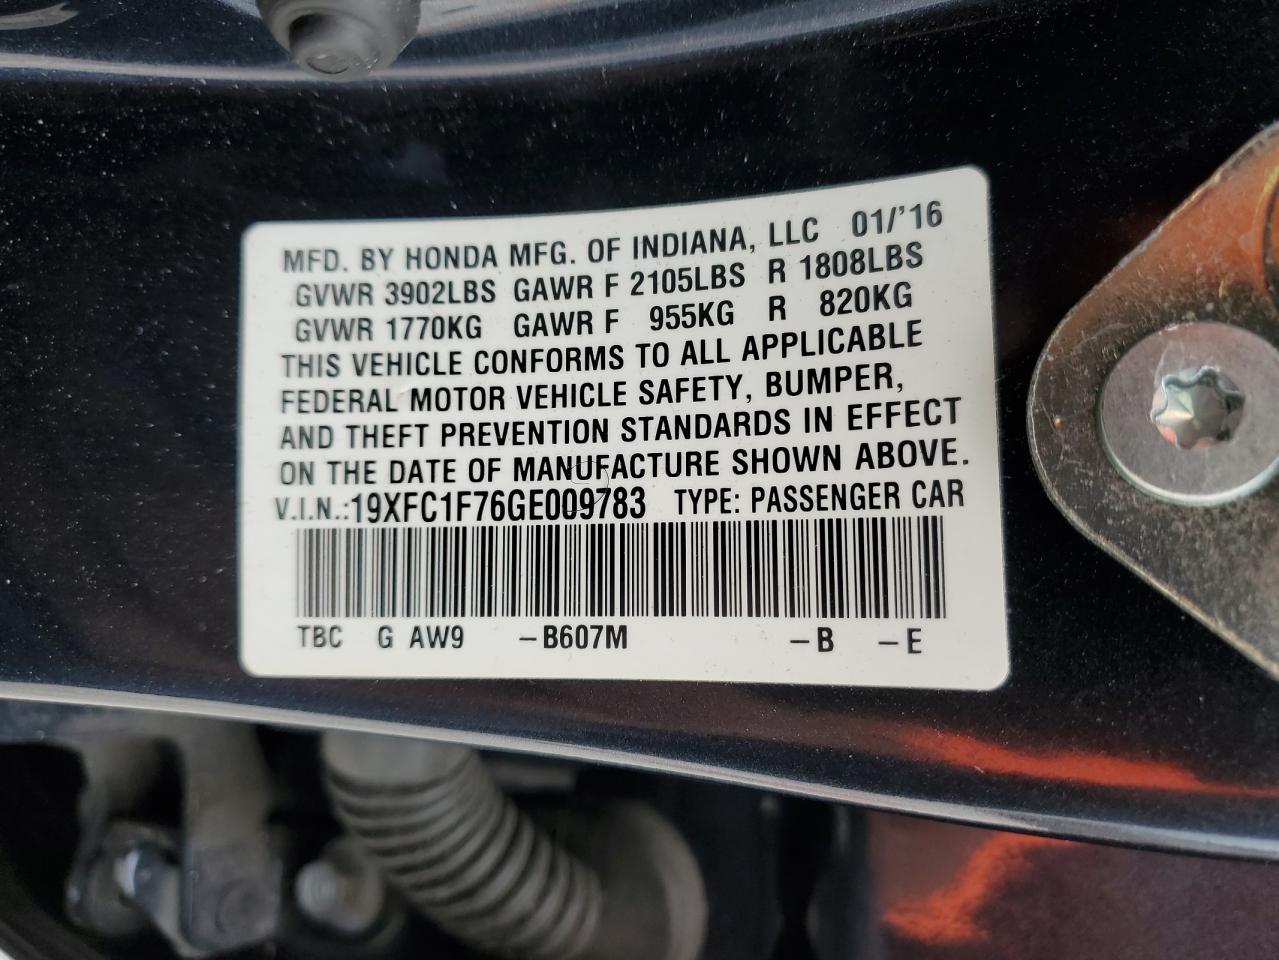 MFD. BY HONDA MFG. OF INDIANA, LLC 01/'16
GVWR 3902LBS GAWR F 2105LBS R 1808LBS
GVWR 1770KG GAWR F 955KG R 820KG
THIS VEHICLE CONFORMS TO ALL APPLICABLE
FEDERAL MOTOR VEHICLE SAFETY, BUMPER,
AND THEFT PREVENTION STANDARDS IN EFFECT
ON THE DATE OF MANUFACTURE SHOWN ABOVE.
V.I.N.:19XFC1F76GE009783 TYPE: PASSENGER CAR
TBC G AW9 -B607M -B -E